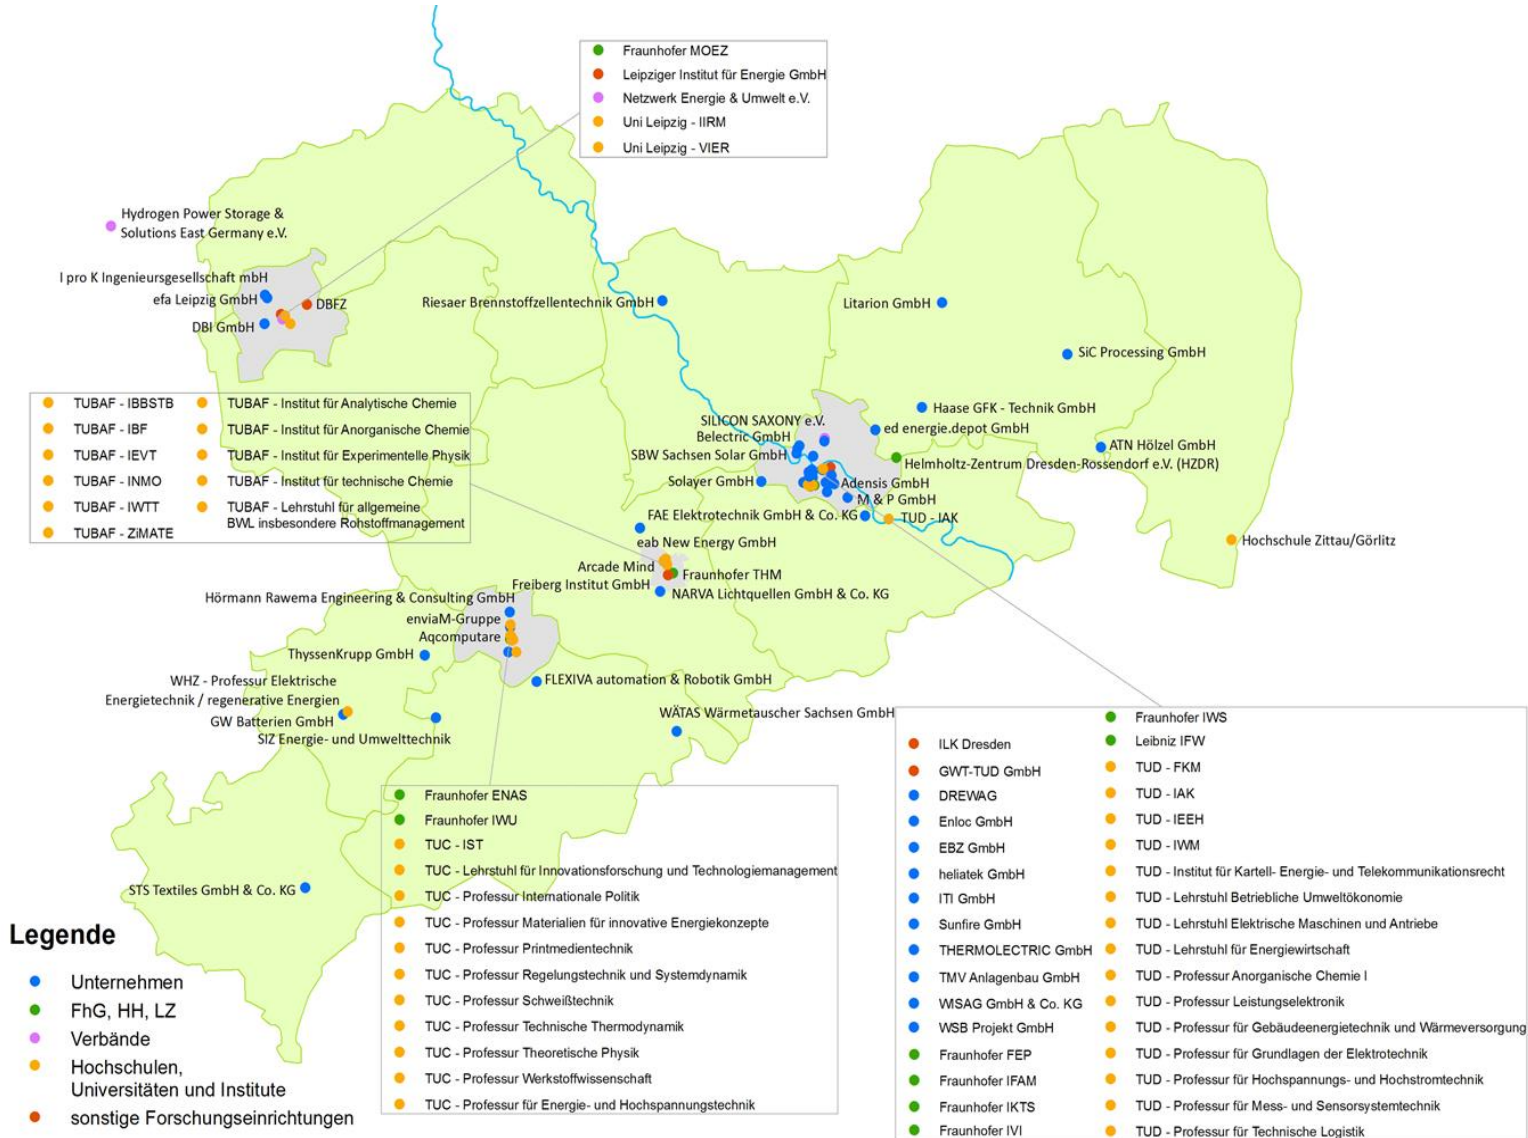 Fraunhofer MOEZ
Leipziger Institut für Energie GmbH
Netzwerk Energie & Umwelt e.V.
Uni Leipzig - IIRM
Uni Leipzig - VIER
Hydrogen Power Storage &
Solutions East Germany e.V.
I pro K Ingenieursgesellschaft mbH
efa Leipzig GmbH
DBFZ
DBI GmbH
Riesaer Brennstoffzellentechnik GmbH
Litarion GmbH
SiC Processing GmbH
Haase GFK - Technik GmbH
ed energie.depot GmbH
ATN Hölzel GmbH
Helmholtz-Zentrum Dresden-Rossendorf e.V. (HZDR)
SILICON SAXONY e.V.
Belectric GmbH
SBW Sachsen Solar GmbH
Solayer GmbH
Adensis GmbH
M & P GmbH
FAE Elektrotechnik GmbH & Co. KG
TUD - IAK
Hochschule Zittau/Görlitz
TUBAF - IBBSTB
TUBAF - IBF
TUBAF - IEVT
TUBAF - INMO
TUBAF - IWTT
TUBAF - ZiMATE
TUBAF - Institut für Analytische Chemie
TUBAF - Institut für Anorganische Chemie
TUBAF - Institut für Experimentelle Physik
TUBAF - Institut für technische Chemie
TUBAF - Lehrstuhl für allgemeine
BWL insbesondere Rohstoffmanagement
eab New Energy GmbH
Arcade Mind
Fraunhofer THM
Freiberg Institut GmbH
NARVA Lichtquellen GmbH & Co. KG
Hörmann Rawema Engineering & Consulting GmbH
enviaM-Gruppe
Aqcomputare
ThyssenKrupp GmbH
FLEXIVA automation & Robotik GmbH
WHZ - Professur Elektrische
Energietechnik / regenerative Energien
GW Batterien GmbH
SIZ Energie- und Umwelttechnik
WÄTAS Wärmetauscher Sachsen GmbH
STS Textiles GmbH & Co. KG
Fraunhofer ENAS
Fraunhofer IWU
TUC - IST
TUC - Lehrstuhl für Innovationsforschung und Technologiemanagement
TUC - Professur Internationale Politik
TUC - Professur Materialien für innovative Energiekonzepte
TUC - Professur Printmedientechnik
TUC - Professur Regelungstechnik und Systemdynamik
TUC - Professur Schweißtechnik
TUC - Professur Technische Thermodynamik
TUC - Professur Theoretische Physik
TUC - Professur Werkstoffwissenschaft
TUC - Professur für Energie- und Hochspannungstechnik
ILK Dresden
GWT-TUD GmbH
DREWAG
Enloc GmbH
EBZ GmbH
heliatek GmbH
ITI GmbH
Sunfire GmbH
THERMOLECTRIC GmbH
TMV Anlagenbau GmbH
WISAG GmbH & Co. KG
WSB Projekt GmbH
Fraunhofer FEP
Fraunhofer IFAM
Fraunhofer IKTS
Fraunhofer IVI
Fraunhofer IWS
Leibniz IFW
TUD - FKM
TUD - IAK
TUD - IEEH
TUD - IWM
TUD - Institut für Kartell- Energie- und Telekommunikationsrecht
TUD - Lehrstuhl Betriebliche Umweltökonomie
TUD - Lehrstuhl Elektrische Maschinen und Antriebe
TUD - Lehrstuhl für Energiewirtschaft
TUD - Professur Anorganische Chemie I
TUD - Professur Leistungselektronik
TUD - Professur für Gebäudeenergietechnik und Wärmeversorgung
TUD - Professur für Grundlagen der Elektrotechnik
TUD - Professur für Hochspannungs- und Hochstromtechnik
TUD - Professur für Mess- und Sensorsystemtechnik
TUD - Professur für Technische Logistik
Legende
Unternehmen
FhG, HH, LZ
Verbände
Hochschulen,
Universitäten und Institute
sonstige Forschungseinrichtungen